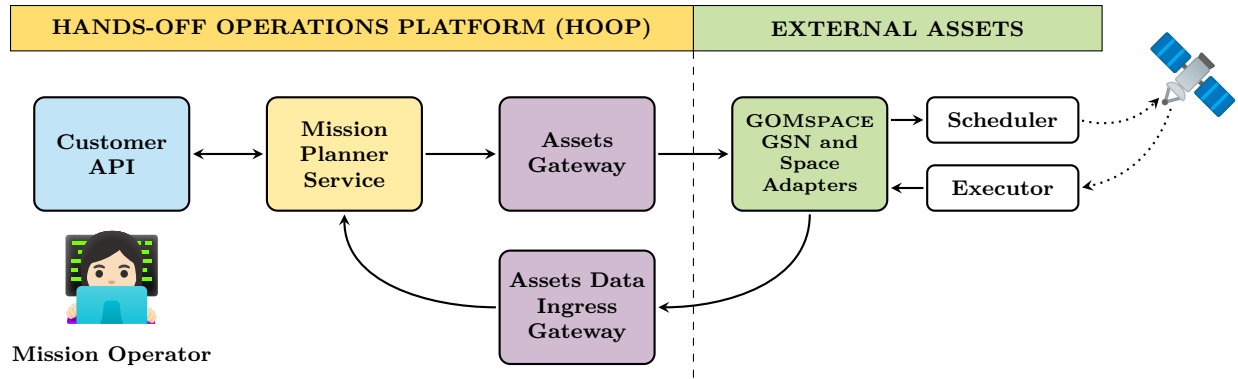 HANDS-OFF OPERATIONS PLATFORM (HOOP)
EXTERNAL ASSETS
Customer
API
Mission
Planner
Service
Assets
Gateway
GOMSPACE
GSN and
Space
Adapters
Scheduler
Executor
Assets Data
Ingress
Gateway
Mission Operator